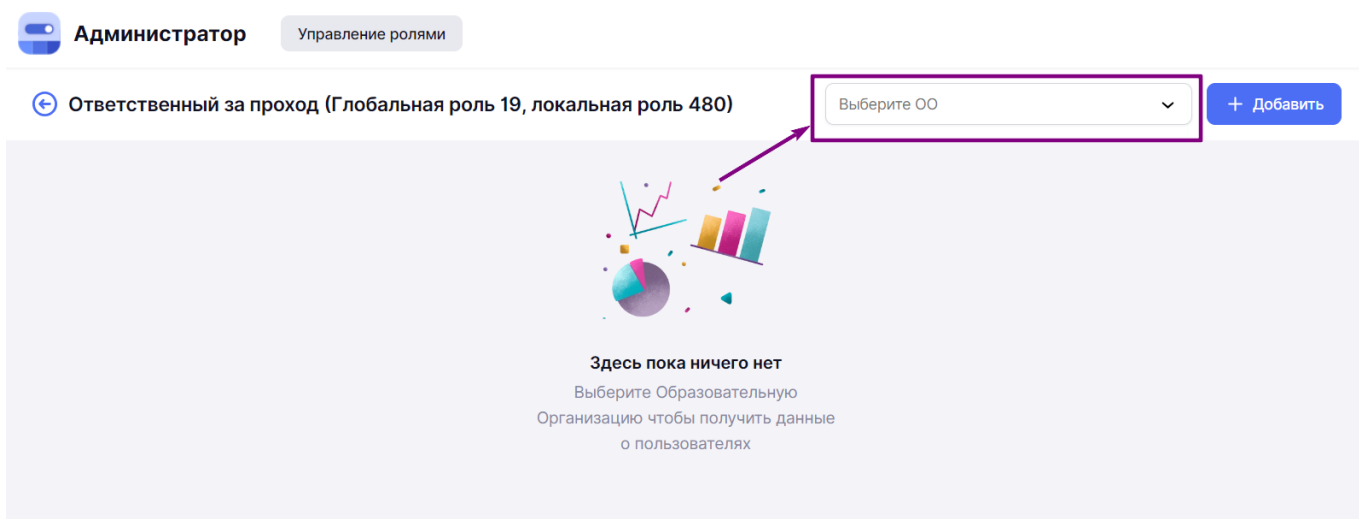 Администратор
Управление ролями
Ответственный за проход (Глобальная роль 19, локальная роль 480)
Выберите ОО
+ Добавить
Здесь пока ничего нет
Выберите Образовательную
Организацию чтобы получить данные
о пользователях